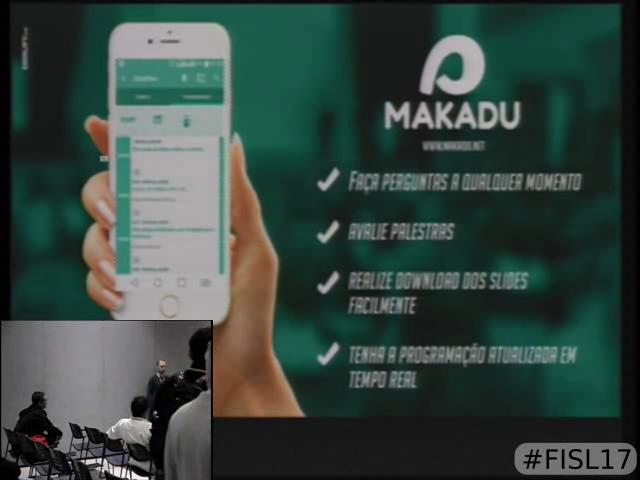 MAKADU
WWW.MAKADU.NET
FAÇA PERGUNTAS A QUALQUER MOMENTO
AVALIE PALESTRAS
REALIZE DOWNLOAD DOS SLIDES
FACILMENTE
TENHA A PROGRAMAÇÃO ATUALIZADA EM
TEMPO REAL
#FISL17